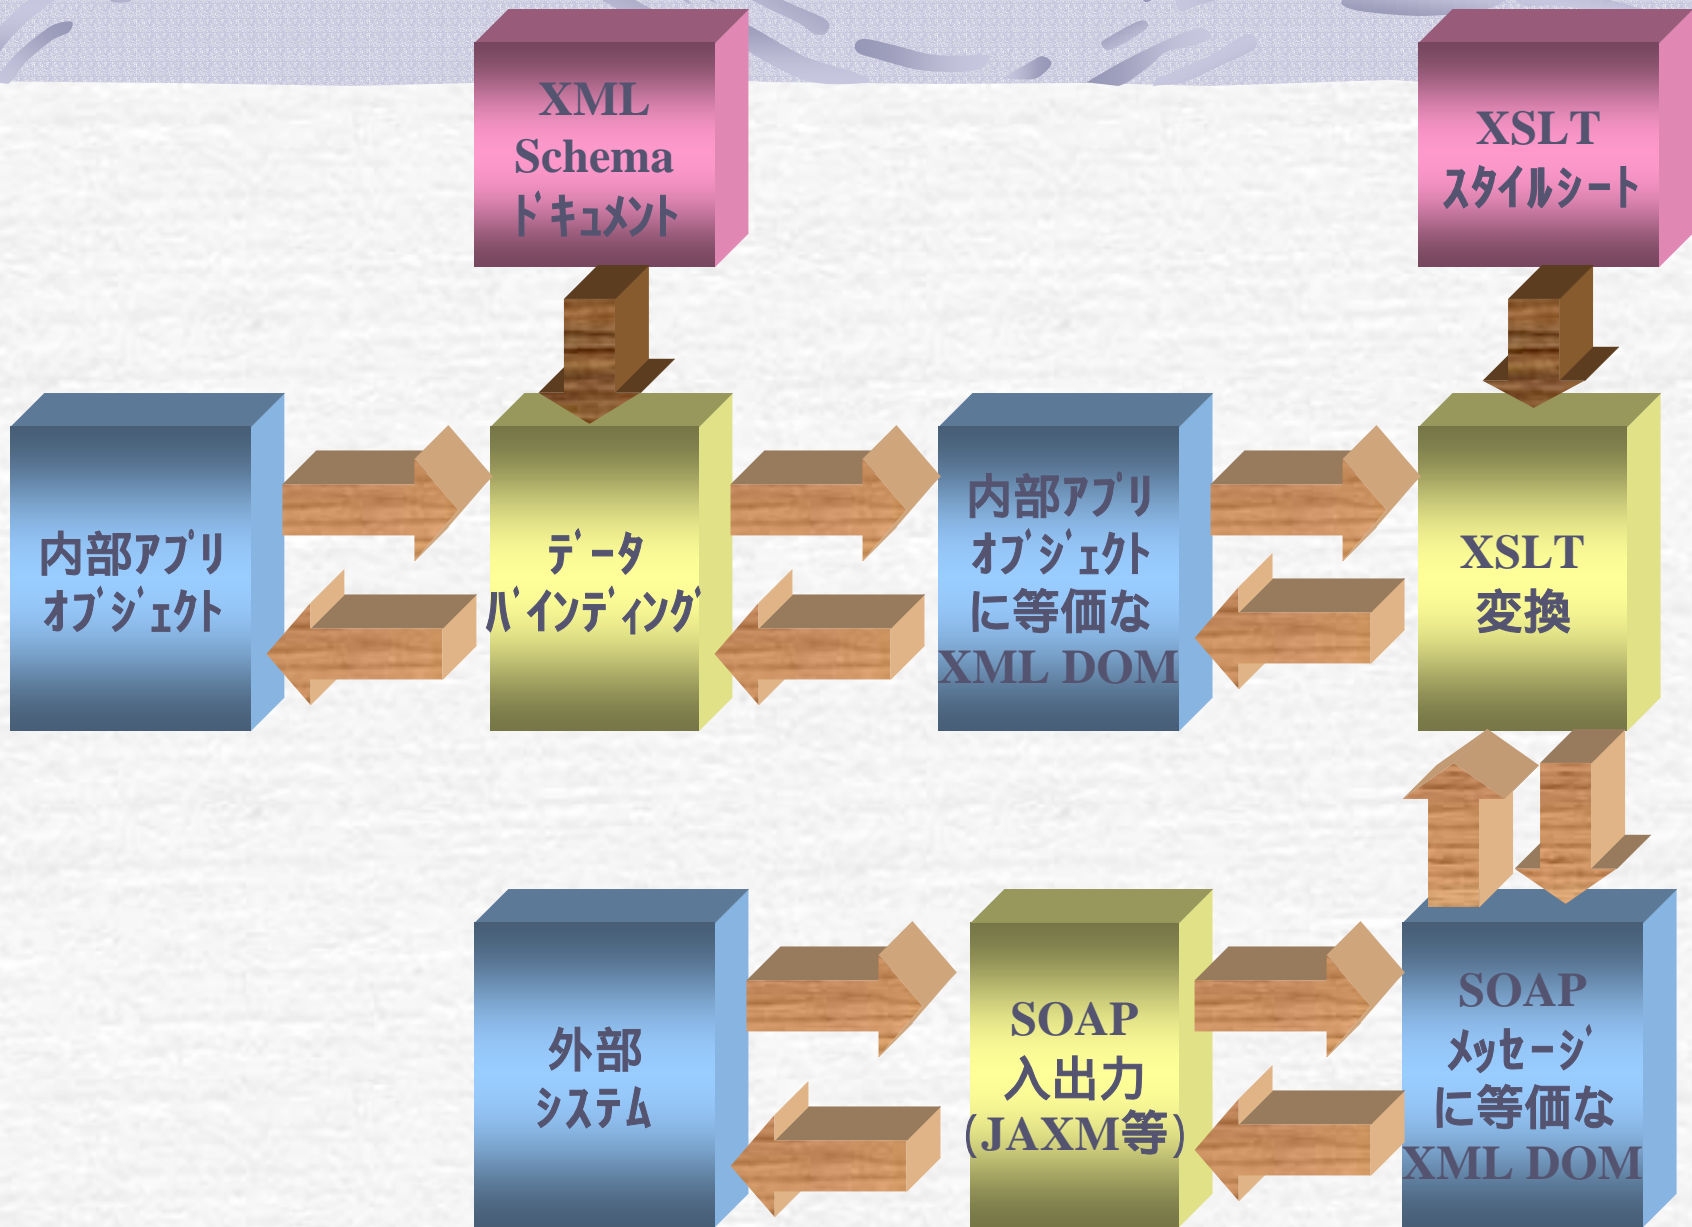 XML
Schema
ﾄﾞｷｭﾒﾝﾄ
XSLT
ｽﾀｲﾙｼｰﾄ
内部ｱﾌﾟﾘ
ｵﾌﾞｼﾞｪｸﾄ
ﾃﾞｰﾀ
ﾊﾞｲﾝﾃﾞｨﾝｸﾞ
内部ｱﾌﾟﾘ
ｵﾌﾞｼﾞｪｸﾄ
に等価な
XML DOM
XSLT
変換
外部
ｼｽﾃﾑ
SOAP
入出力
(JAXM等)
SOAP
ﾒｯｾｰｼﾞ
に等価な
XML DOM